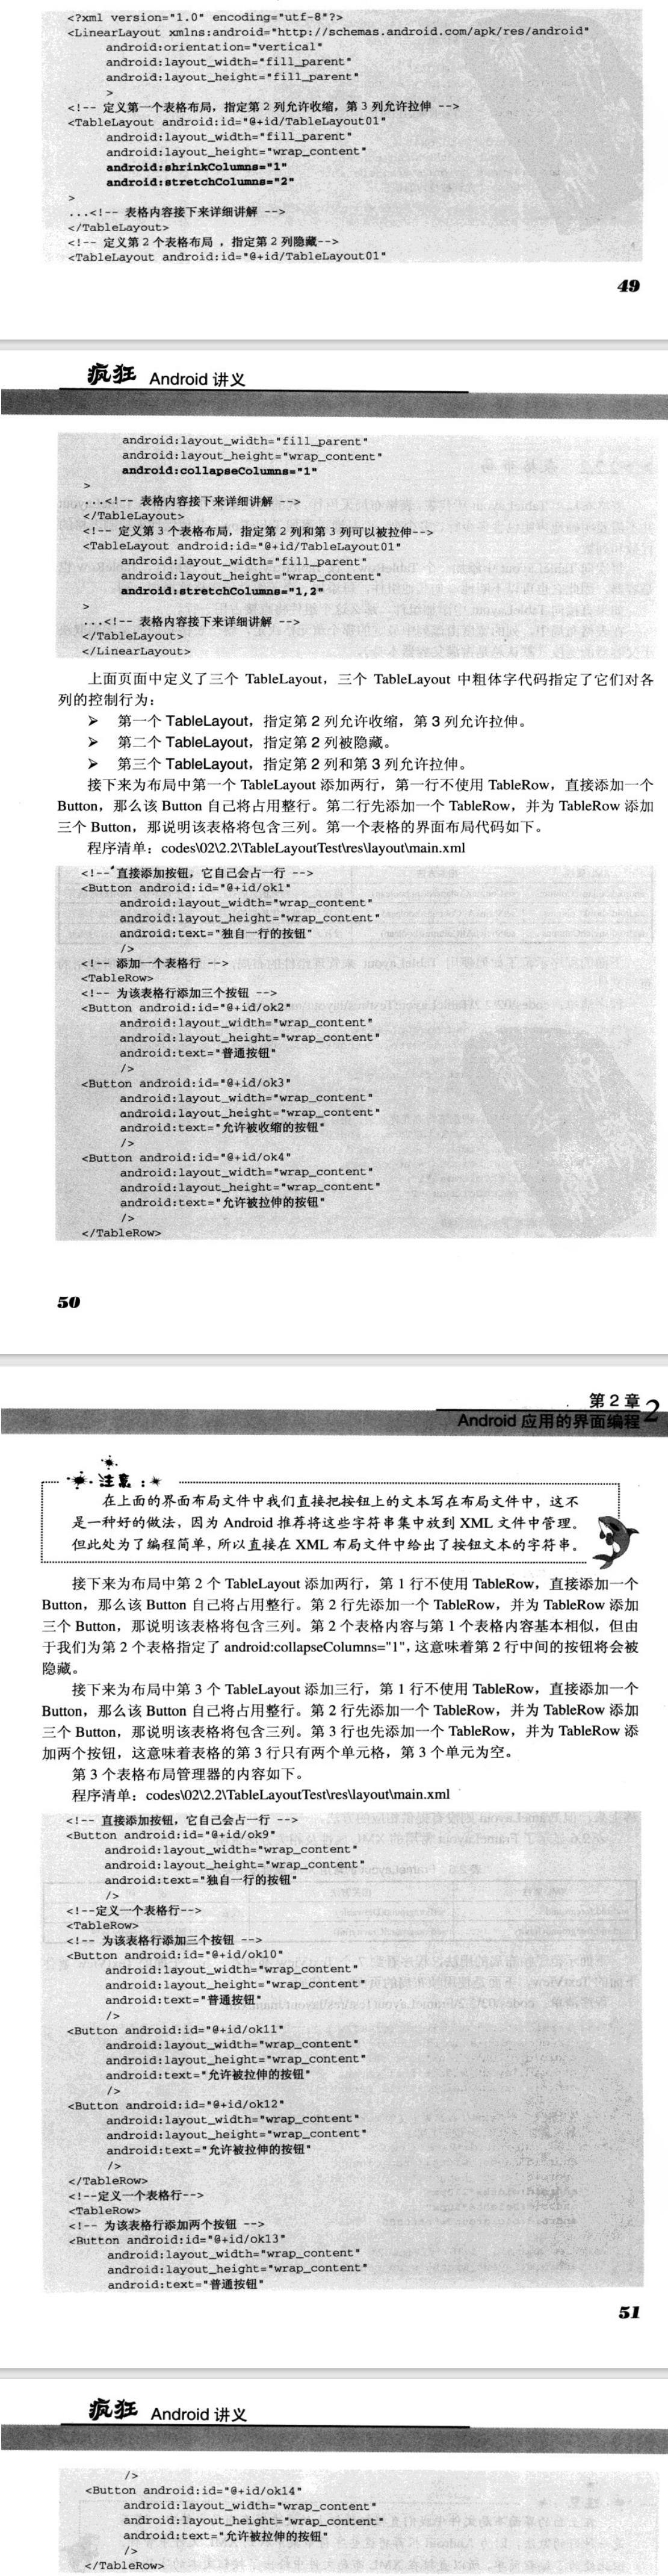 <?xml version="1.0" encoding="utf-8"?>
<LinearLayout xmlns:android="http://schemas.android.com/apk/res/android"
android:orientation="vertical"
android:layout_width="fill_parent"
android:layout_height="fill_parent"
>
<!-- 定义第一个表格布局，指定第 2 列允许收缩，第 3 列允许拉伸 -->
<TableLayout android:id="@+id/TableLayout01"
android:layout_width="fill_parent"
android:layout_height="wrap_content"
android:shrinkColumns="1"
android:stretchColumns="2"
>
...<!-- 表格内容接下来详细讲解 -->
</TableLayout>
<!-- 定义第 2 个表格布局 ，指定第 2 列隐藏-->
<TableLayout android:id="@+id/TableLayout01"
49
疯狂 Android 讲义
android:layout_width="fill_parent"
android:layout_height="wrap_content"
android:collapseColumns="1"
>
...<!-- 表格内容接下来详细讲解 -->
</TableLayout>
<!-- 定义第 3 个表格布局，指定第 2 列和第 3 列可以被拉伸-->
<TableLayout android:id="@+id/TableLayout01"
android:layout_width="fill_parent"
android:layout_height="wrap_content"
android:stretchColumns="1,2"
>
...<!-- 表格内容接下来详细讲解 -->
</TableLayout>
</LinearLayout>
上面页面中定义了三个 TableLayout，三个 TableLayout 中粗体字代码指定了它们对各
列的控制行为：
➢ 第一个 TableLayout，指定第 2 列允许收缩，第 3 列允许拉伸。
➢ 第二个 TableLayout，指定第 2 列被隐藏。
➢ 第三个 TableLayout，指定第 2 列和第 3 列允许拉伸。
接下来为布局中第一个 TableLayout 添加两行，第一行不使用 TableRow，直接添加一个
Button，那么该 Button 自己将占用整行。第二行先添加一个 TableRow，并为 TableRow 添加
三个 Button，那说明该表格将包含三列。第一个表格的界面布局代码如下。
程序清单：codes\02\2.2\TableLayoutTest\res\layout\main.xml
<!-- 直接添加按钮，它自己会占一行 -->
<Button android:id="@+id/ok1"
android:layout_width="wrap_content"
android:layout_height="wrap_content"
android:text="独自一行的按钮"
/>
<!-- 添加一个表格行 -->
<TableRow>
<!-- 为该表格行添加三个按钮 -->
<Button android:id="@+id/ok2"
android:layout_width="wrap_content"
android:layout_height="wrap_content"
android:text="普通按钮"
/>
<Button android:id="@+id/ok3"
android:layout_width="wrap_content"
android:layout_height="wrap_content"
android:text="允许被收缩的按钮"
/>
<Button android:id="@+id/ok4"
android:layout_width="wrap_content"
android:layout_height="wrap_content"
android:text="允许被拉伸的按钮"
/>
</TableRow>
50
第 2 章
Android 应用的界面编程 2
注意：
在上面的界面布局文件中我们直接把按钮上的文本写在布局文件中，这不
是一种好的做法，因为 Android 推荐将这些字符串集中放到 XML 文件中管理。
但此处为了编程简单，所以直接在 XML 布局文件中给出了按钮文本的字符串。
接下来为布局中第 2 个 TableLayout 添加两行，第 1 行不使用 TableRow，直接添加一个
Button，那么该 Button 自己将占用整行。第 2 行先添加一个 TableRow，并为 TableRow 添加
三个 Button，那说明该表格将包含三列。第 2 个表格内容与第 1 个表格内容基本相似，但由
于我们为第 2 个表格指定了 android:collapseColumns="1"，这意味着第 2 行中间的按钮将会被
隐藏。
接下来为布局中第 3 个 TableLayout 添加三行，第 1 行不使用 TableRow，直接添加一个
Button，那么该 Button 自己将占用整行。第 2 行先添加一个 TableRow，并为 TableRow 添加
三个 Button，那说明该表格将包含三列。第 3 行也先添加一个 TableRow，并为 TableRow 添
加两个按钮，这意味着表格的第 3 行只有两个单元格，第 3 个单元为空。
第 3 个表格布局管理器的内容如下。
程序清单：codes\02\2.2\TableLayoutTest\res\layout\main.xml
<!-- 直接添加按钮，它自己会占一行 -->
<Button android:id="@+id/ok9"
android:layout_width="wrap_content"
android:layout_height="wrap_content"
android:text="独自一行的按钮"
/>
<!--定义一个表格行-->
<TableRow>
<!-- 为该表格行添加三个按钮 -->
<Button android:id="@+id/ok10"
android:layout_width="wrap_content"
android:layout_height="wrap_content"
android:text="普通按钮"
/>
<Button android:id="@+id/ok11"
android:layout_width="wrap_content"
android:layout_height="wrap_content"
android:text="允许被拉伸的按钮"
/>
<Button android:id="@+id/ok12"
android:layout_width="wrap_content"
android:layout_height="wrap_content"
android:text="允许被拉伸的按钮"
/>
</TableRow>
<!--定义一个表格行-->
<TableRow>
<!-- 为该表格行添加两个按钮 -->
<Button android:id="@+id/ok13"
android:layout_width="wrap_content"
android:layout_height="wrap_content"
android:text="普通按钮"
51
疯狂 Android 讲义
/>
<Button android:id="@+id/ok14"
android:layout_width="wrap_content"
android:layout_height="wrap_content"
android:text="允许被拉伸的按钮"
/>
</TableRow>